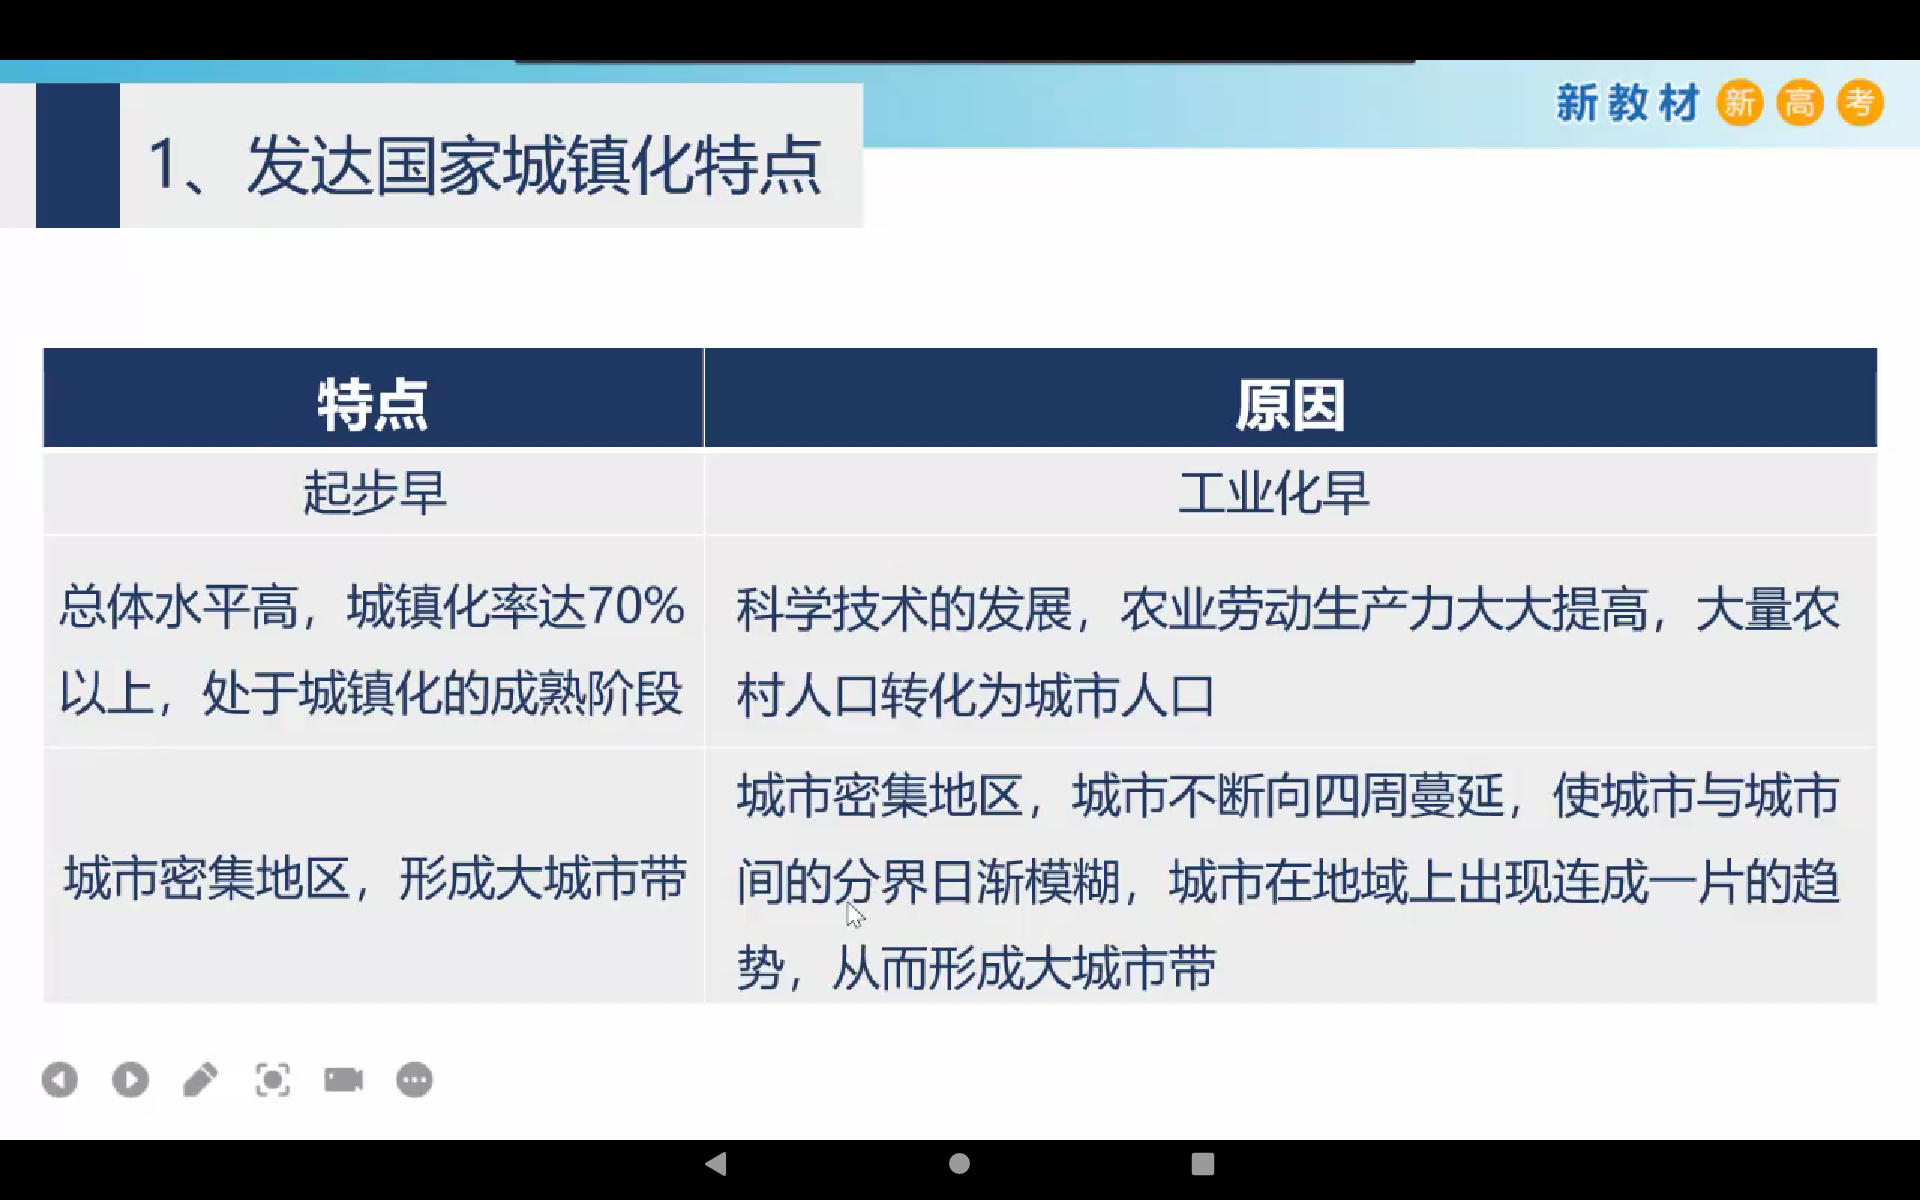 新教材新高考
1、发达国家城镇化特点
特点
原因
起步早
工业化早
总体水平高，城镇化率达70%
以上，处于城镇化的成熟阶段
科学技术的发展，农业劳动生产力大大提高，大量农
村人口转化为城市人口
城市密集地区，形成大城市带
城市密集地区，城市不断向四周蔓延，使城市与城市
间的分界日渐模糊，城市在地域上出现连成一片的趋
势，从而形成大城市带